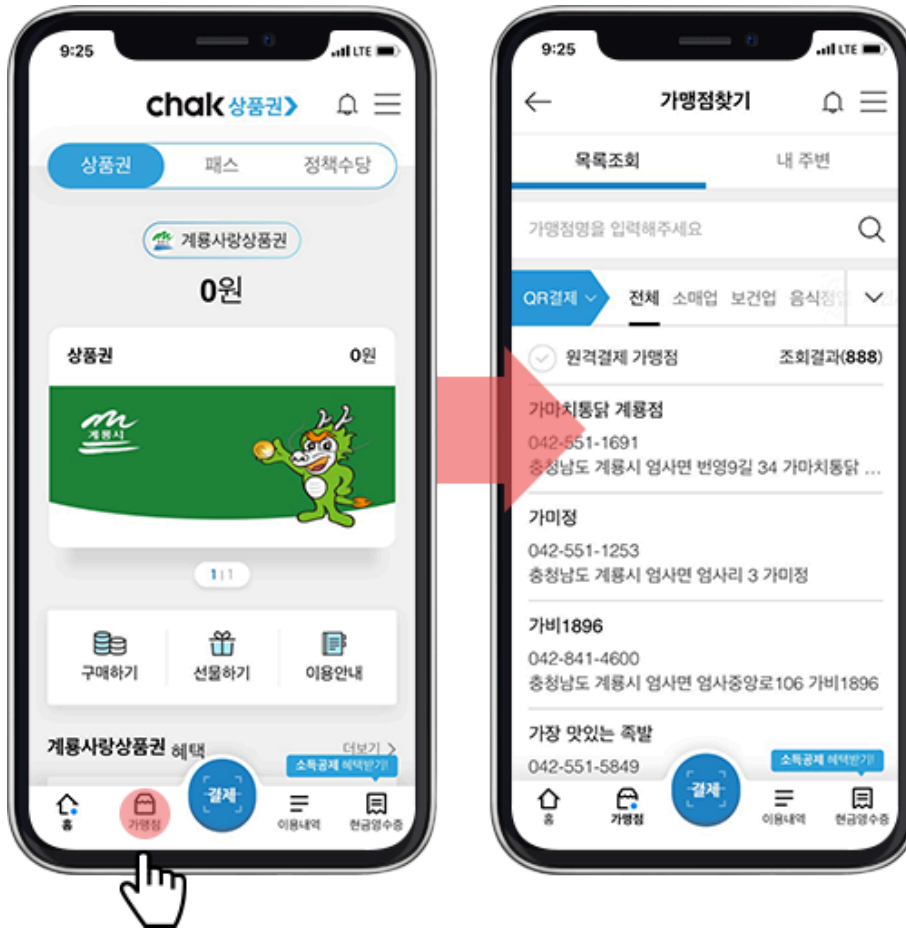 9:25
LTE
chak 상품권
상품권 패스 정책수당
계룡사랑상품권
0원
상품권 0원
계룡시
1 | 1
구매하기 선물하기 이용안내
계룡사랑상품권 혜택 더보기 >
소득공제 혜택받기!
홈 가맹점 결제 이용내역 현금영수증
9:25
LTE
가맹점찾기
목록조회 내 주변
가맹점명을 입력해주세요
QR결제 전체 소매업 보건업 음식점업
원격결제 가맹점 조회결과(888)
가마치통닭 계룡점
042-551-1691
충청남도 계룡시 엄사면 번영9길 34 가마치통닭 ...
가미정
042-551-1253
충청남도 계룡시 엄사면 엄사리 3 가미정
가비1896
042-841-4600
충청남도 계룡시 엄사면 엄사중앙로106 가비1896
가장 맛있는 족발
042-551-5849
소득공제 혜택받기!
홈 가맹점 결제 이용내역 현금영수증